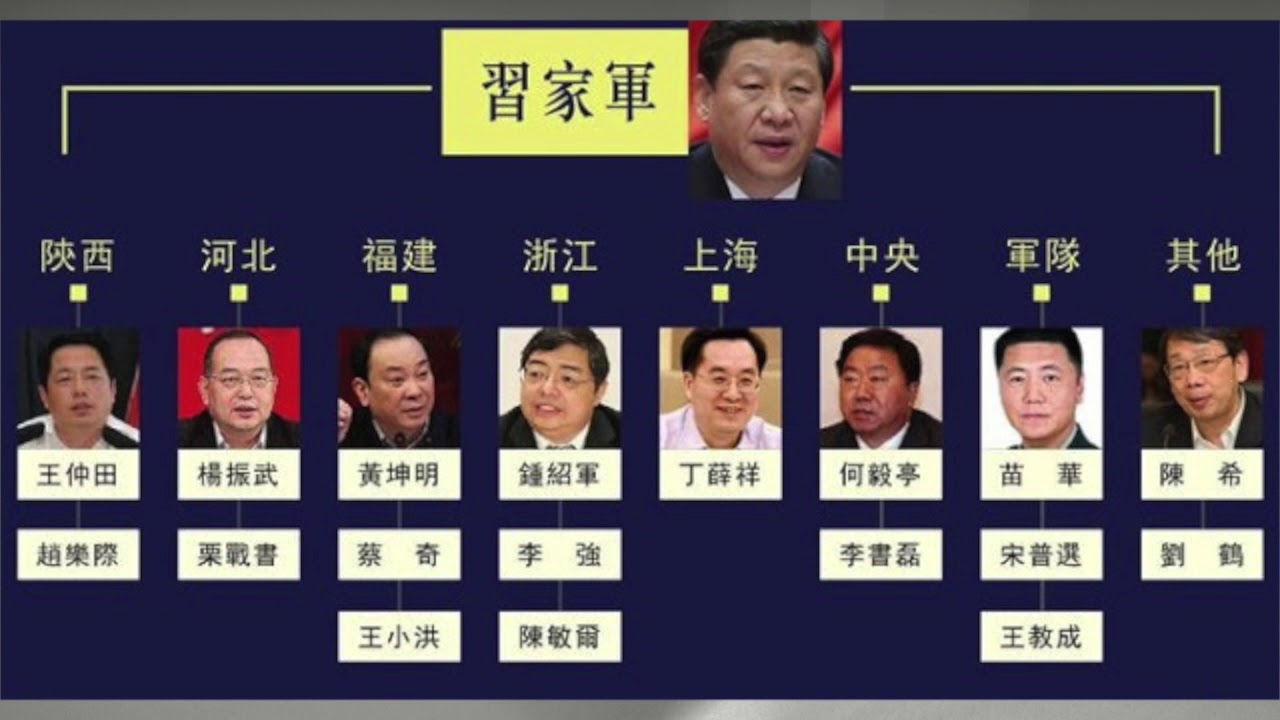 習家軍
陝西
河北
福建
浙江
上海
中央
軍隊
其他
王仲田
楊振武
黃坤明
鍾紹軍
丁薛祥
何毅亭
苗 華
陳 希
趙樂際
栗戰書
蔡 奇
李 強
李書磊
宋普選
劉 鶴
王小洪
陳敏爾
王教成